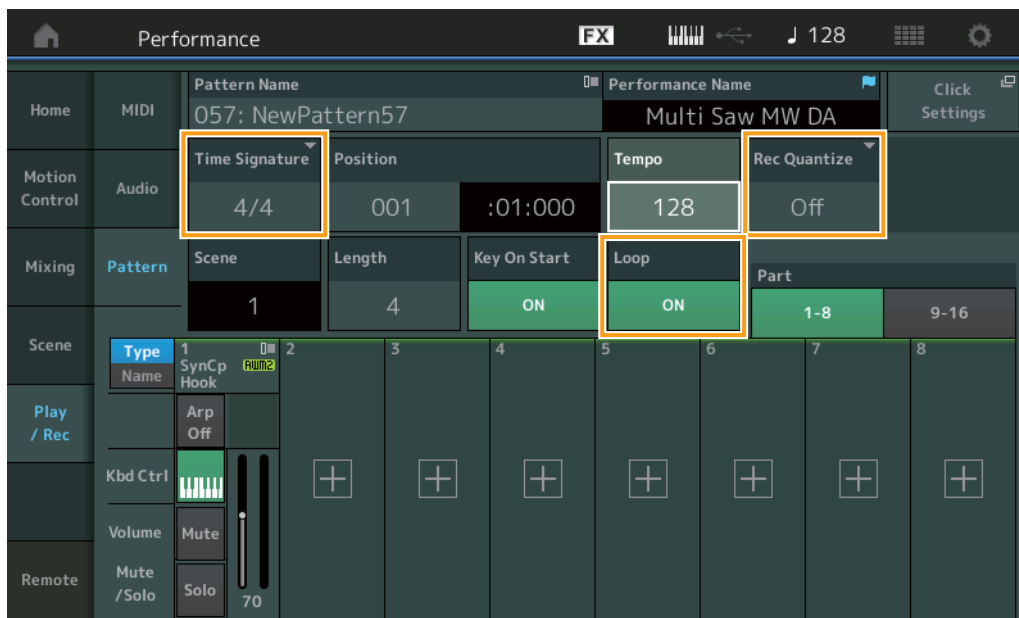 Performance
FX
128
Pattern Name
057: NewPattern57
Performance Name
Multi Saw MW DA
Click
Settings
Home
MIDI
Time Signature
4/4
Position
001
:01:000
Tempo
128
Rec Quantize
Off
Motion
Control
Audio
Mixing
Pattern
Scene
1
Length
4
Key On Start
ON
Loop
ON
Part
1-8
9-16
Scene
Type
Name
1
SynCp
AWM2
Hook
2
3
4
5
6
7
8
Play
/ Rec
Arp
Off
Kbd Ctrl
Volume
Mute
Remote
Mute
/Solo
Solo
70